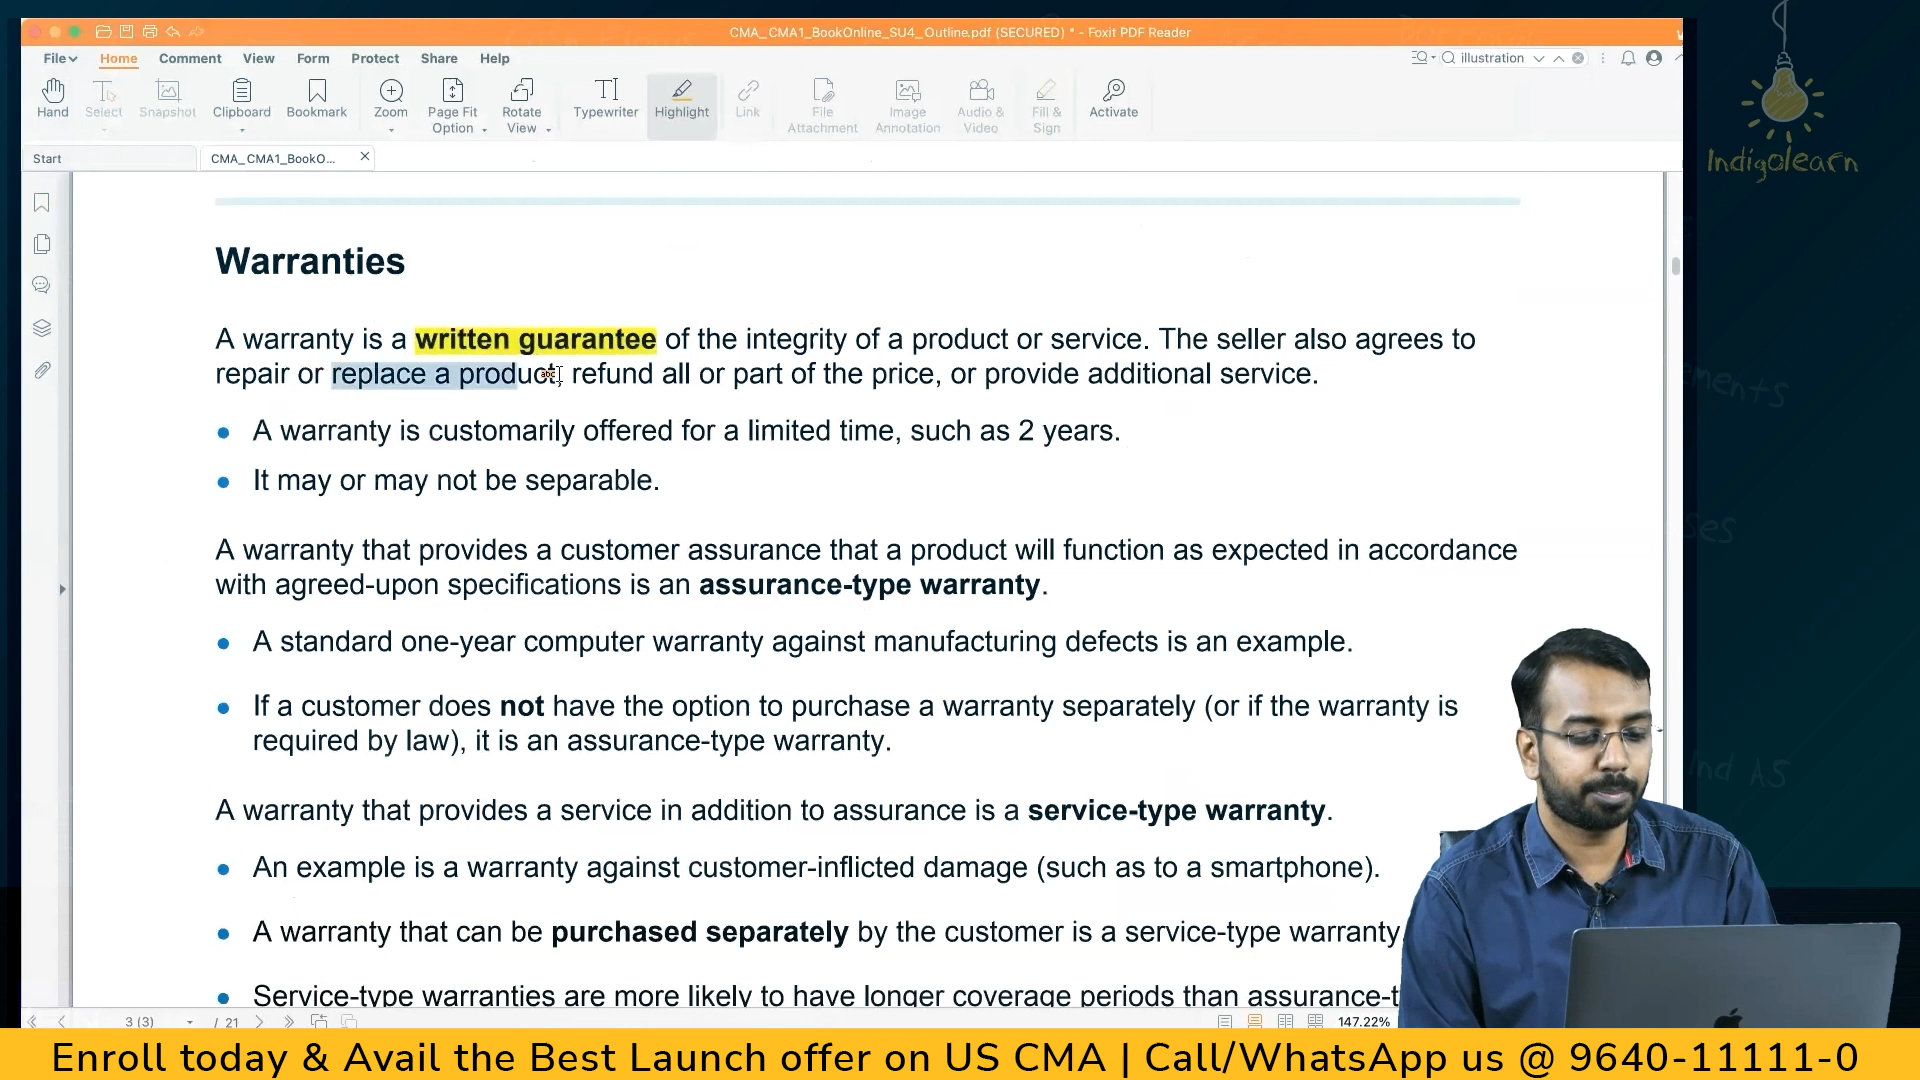 CMA_CMA1_BookOnline_SU4_Outline.pdf (SECURED) * - Foxit PDF Reader
File Home Comment View Form Protect Share Help
illustration
Hand Select Snapshot Clipboard Bookmark Zoom Page Fit Option Rotate View Typewriter Highlight Link File Attachment Image Annotation Audio & Video Fill & Sign Activate
Indigolearn
Start CMA_CMA1_BookO...
Warranties
A warranty is a written guarantee of the integrity of a product or service. The seller also agrees to
repair or replace a product, refund all or part of the price, or provide additional service.
• A warranty is customarily offered for a limited time, such as 2 years.
• It may or may not be separable.
A warranty that provides a customer assurance that a product will function as expected in accordance
with agreed-upon specifications is an assurance-type warranty.
• A standard one-year computer warranty against manufacturing defects is an example.
• If a customer does not have the option to purchase a warranty separately (or if the warranty is
required by law), it is an assurance-type warranty.
A warranty that provides a service in addition to assurance is a service-type warranty.
• An example is a warranty against customer-inflicted damage (such as to a smartphone).
• A warranty that can be purchased separately by the customer is a service-type warranty
• Service-type warranties are more likely to have longer coverage periods than assurance-t
3 (3) / 21
147.22%
ind AS
Enroll today & Avail the Best Launch offer on US CMA | Call/WhatsApp us @ 9640-11111-0